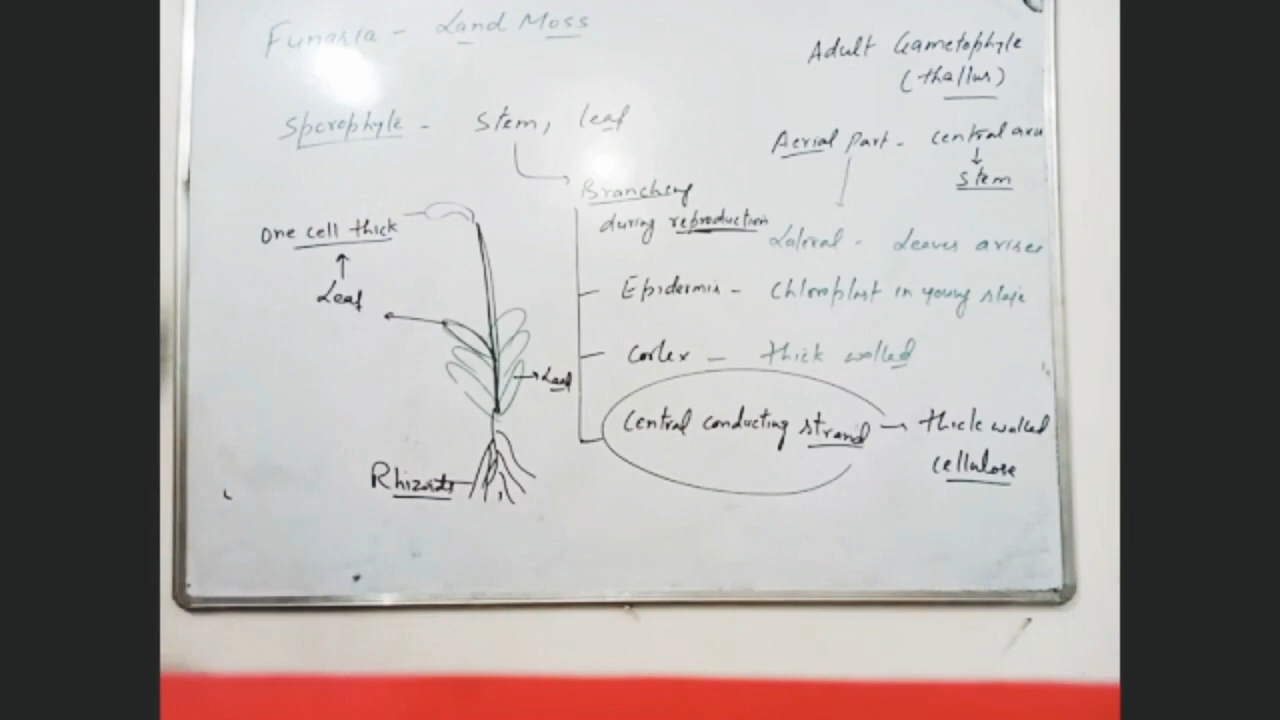 Funaria - Land Moss
Adult Gametophyte
(thallus)
Sporophyte - Stem, leaf
Aerial part - central axis
stem
Branching
during reproduction
Lateral - Leaves arises
One cell thick
Leaf
Epidermis - Chloroplast in young stage
Cortex - thick walled
Leaf
Central conducting strand → thick walled
cellulose
Rhizoids